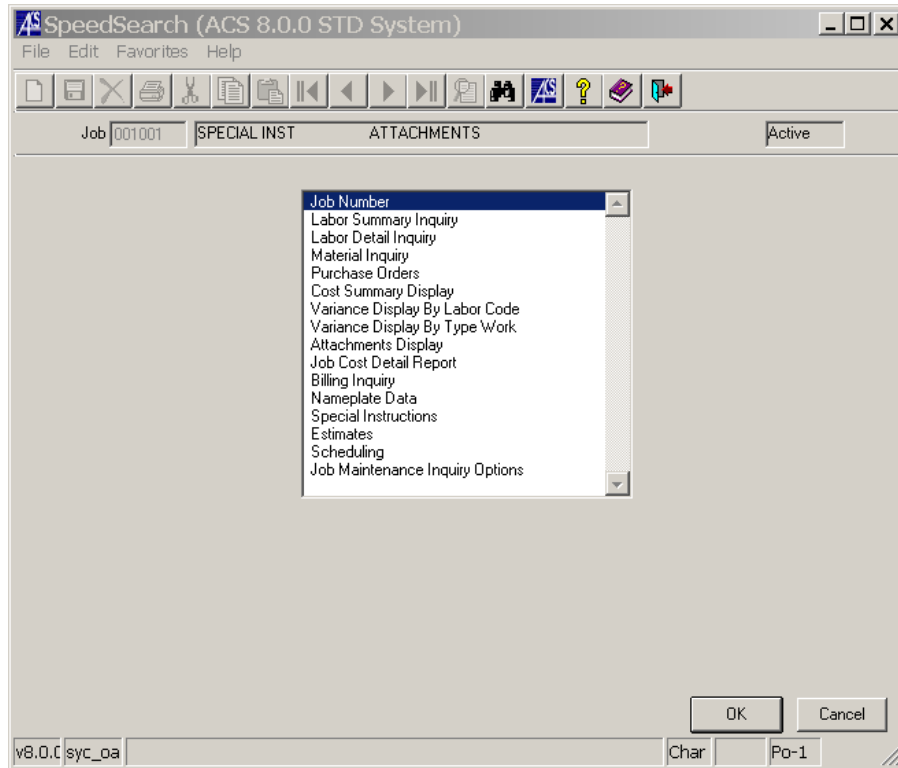 ACS SpeedSearch (ACS 8.0.0 STD System)
File Edit Favorites Help
ACS ?
Job 001001 SPECIAL INST ATTACHMENTS Active
Job Number
Labor Summary Inquiry
Labor Detail Inquiry
Material Inquiry
Purchase Orders
Cost Summary Display
Variance Display By Labor Code
Variance Display By Type Work
Attachments Display
Job Cost Detail Report
Billing Inquiry
Nameplate Data
Special Instructions
Estimates
Scheduling
Job Maintenance Inquiry Options
OK Cancel
v8.0.0 syc_oa Char Po-1